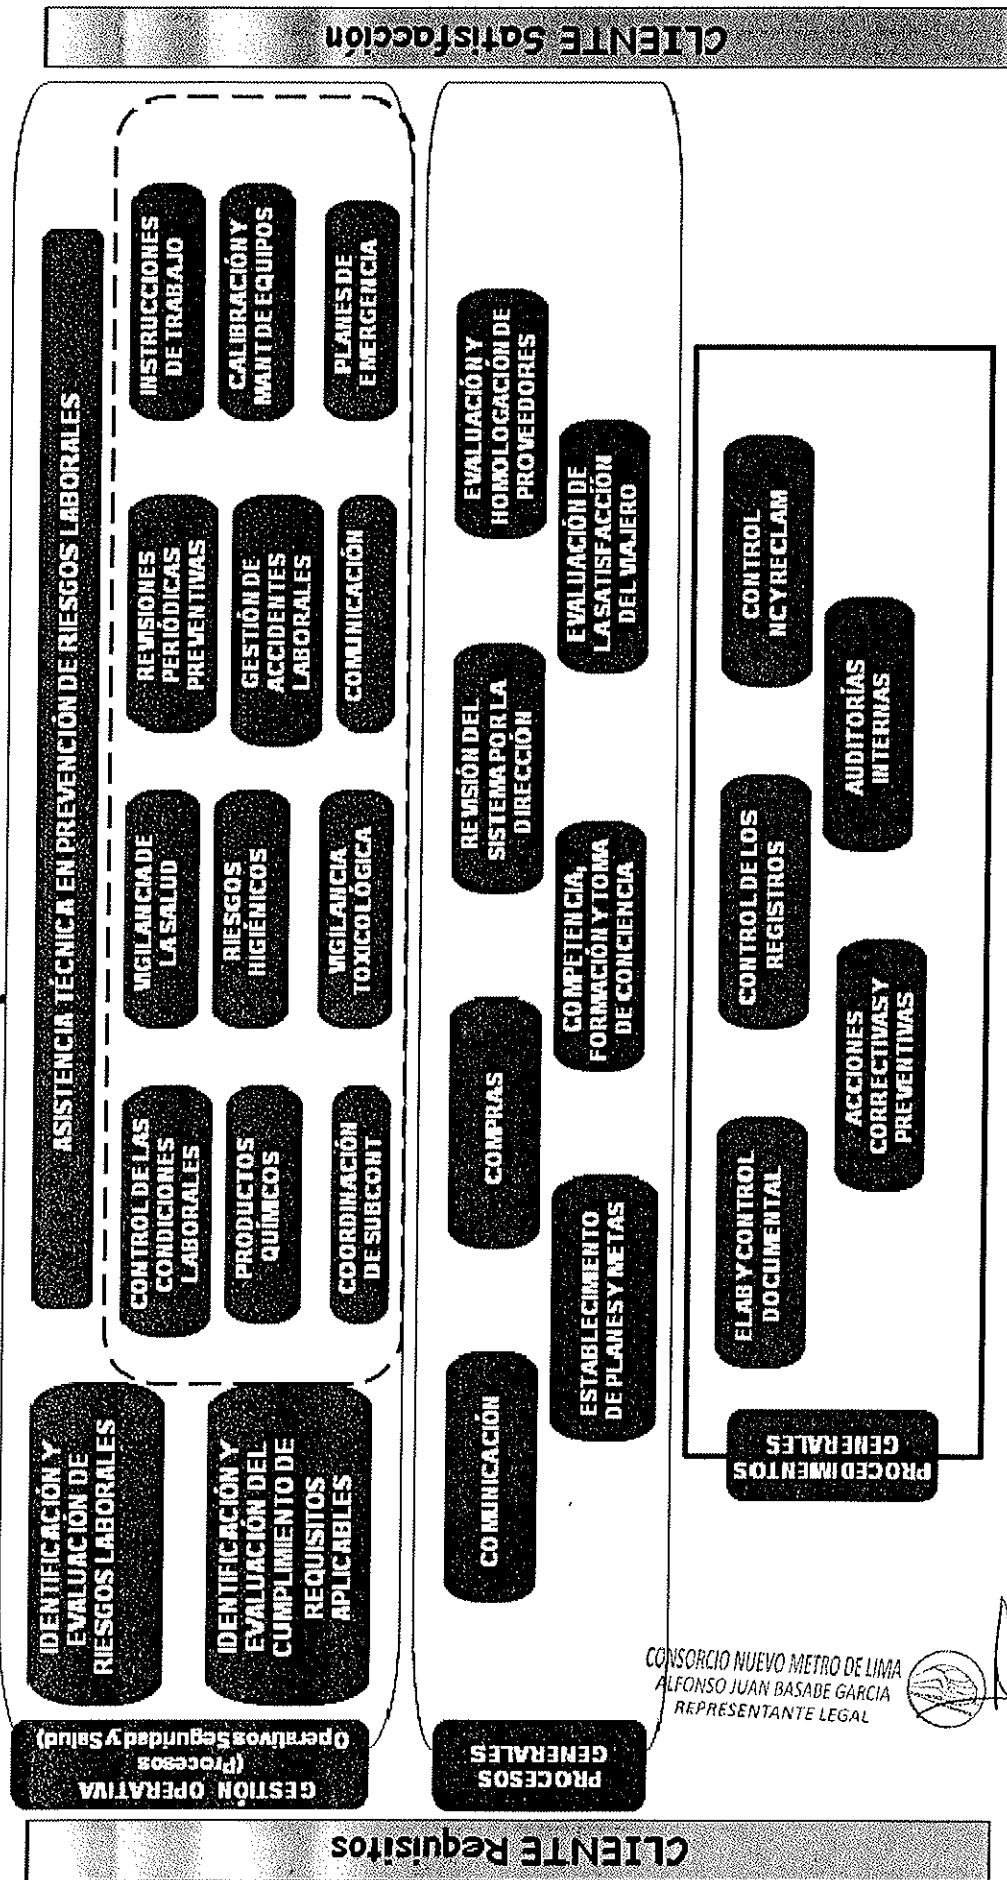 CLIENTE Requisitos
GESTIÓN OPERATIVA
(Procesos
Operativos Seguridad y Salud)
IDENTIFICACIÓN Y
EVALUACIÓN DE
RIESGOS LABORALES
IDENTIFICACIÓN Y
EVALUACIÓN DEL
CUMPLIMIENTO DE
REQUISITOS
APLICABLES
ASISTENCIA TÉCNICA EN PREVENCIÓN DE RIESGOS LABORALES
CONTROL DE LAS
CONDICIONES
LABORALES
VIGILANCIA DE
LA SALUD
REVISIONES
PERIÓDICAS
PREVENTIVAS
INSTRUCCIONES
DE TRABAJO
PRODUCTOS
QUÍMICOS
RIESGOS
HIGIÉNICOS
GESTIÓN DE
ACCIDENTES
LABORALES
CALIBRACIÓN Y
MANT DE EQUIPOS
COORDINACIÓN
DE SUBCONT
VIGILANCIA
TOXICOLÓGICA
COMUNICACIÓN
PLANES DE
EMERGENCIA
PROCESOS
GENERALES
COMUNICACIÓN
COMPRAS
REVISIÓN DEL
SISTEMA POR LA
DIRECCIÓN
EVALUACIÓN Y
HOMOLOGACIÓN DE
PROVEEDORES
ESTABLECIMIENTO
DE PLANES Y METAS
COMPETENCIA,
FORMACIÓN Y TOMA
DE CONCIENCIA
EVALUACIÓN DE
LA SATISFACCIÓN
DEL VIAJERO
PROCEDIMIENTOS
GENERALES
ELAB Y CONTROL
DOCUMENTAL
CONTROL DE LOS
REGISTROS
CONTROL
NC Y RECLAM
ACCIONES
CORRECTIVAS Y
PREVENTIVAS
AUDITORÍAS
INTERNAS
CLIENTE Satisfacción
CONSORCIO NUEVO METRO DE LIMA
ALFONSO JUAN BASABE GARCIA
REPRESENTANTE LEGAL